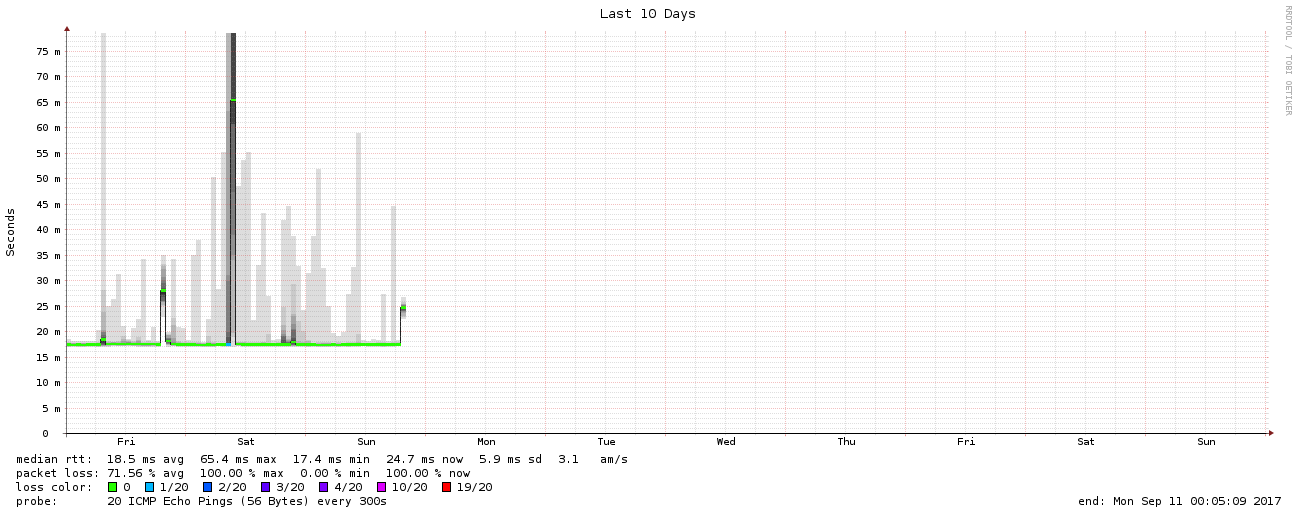 Last 10 Days
RRDTOOL / TOBI OETIKER
Seconds
75 m
70 m
65 m
60 m
55 m
50 m
45 m
40 m
35 m
30 m
25 m
20 m
15 m
10 m
5 m
0
Fri Sat Sun Mon Tue Wed Thu Fri Sat Sun
median rtt: 18.5 ms avg 65.4 ms max 17.4 ms min 24.7 ms now 5.9 ms sd 3.1 am/s
packet loss: 71.56 % avg 100.00 % max 0.00 % min 100.00 % now
loss color: 0 1/20 2/20 3/20 4/20 10/20 19/20
probe: 20 ICMP Echo Pings (56 Bytes) every 300s end: Mon Sep 11 00:05:09 2017